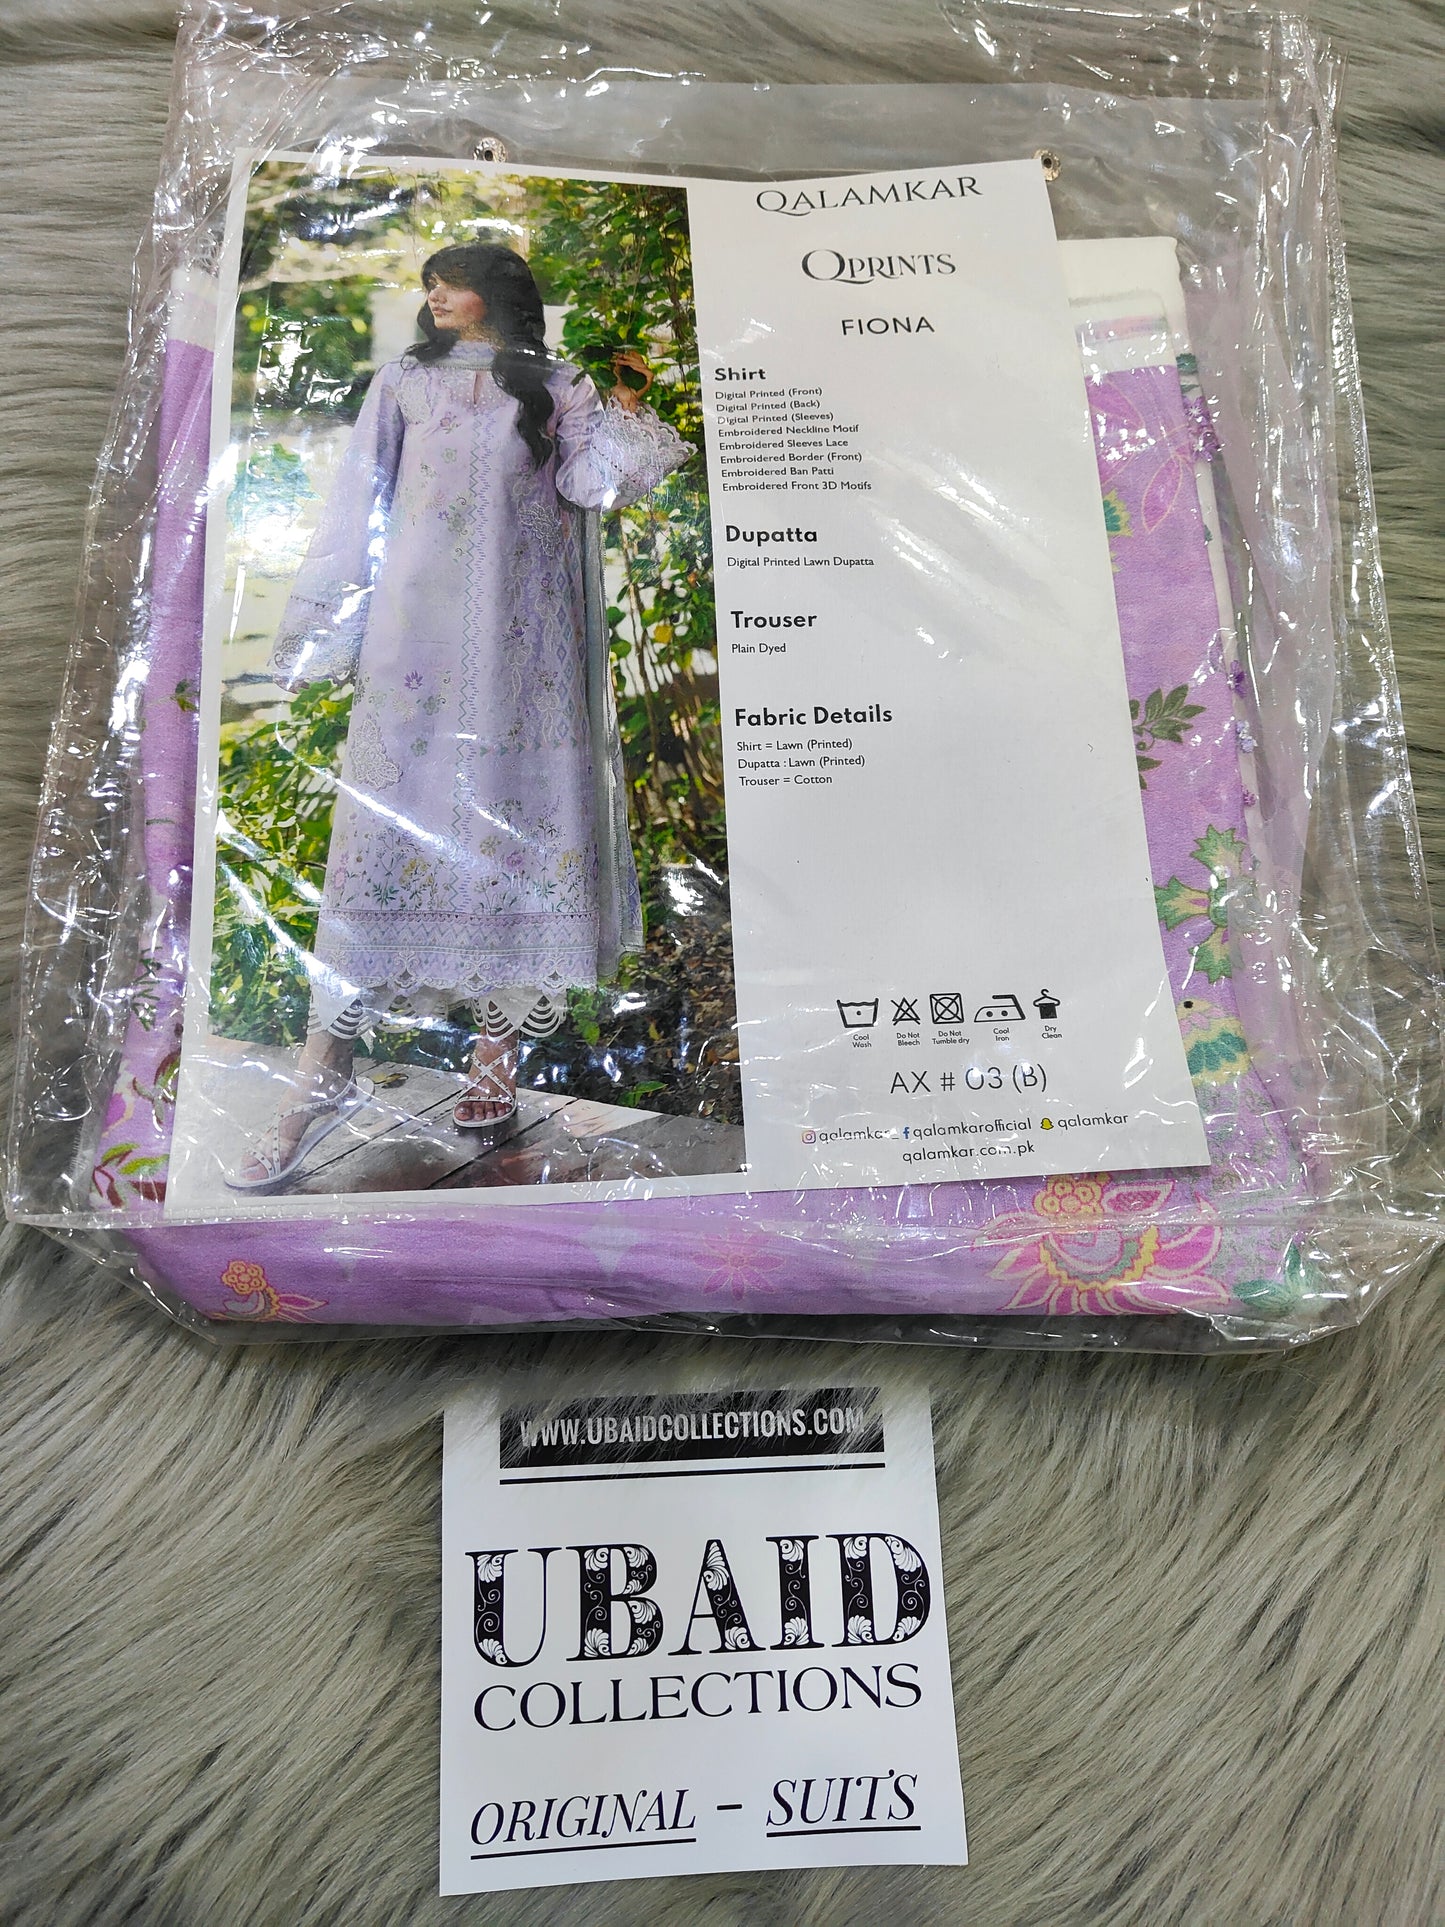 QALAMKAR
QPRINTS
FIONA
Shirt
Digital Printed (Front)
Digital Printed (Back)
Digital Printed (Sleeves)
Embroidered Neckline Motif
Embroidered Sleeves Lace
Embroidered Border (Front)
Embroidered Ban Patti
Embroidered Front 3D Motifs
Dupatta
Digital Printed Lawn Dupatta
Trouser
Plain Dyed
Fabric Details
Shirt = Lawn (Printed)
Dupatta : Lawn (Printed)
Trouser = Cotton
Cool Wash
Do Not Bleech
Do Not Tumble dry
Cool Iron
Dry Clean
AX # 03 (B)
qalamkar_ qalamkarofficial qalamkar
qalamkar.com.pk
WWW.UBAIDCOLLECTIONS.COM
UBAID
COLLECTIONS
ORIGINAL - SUITS